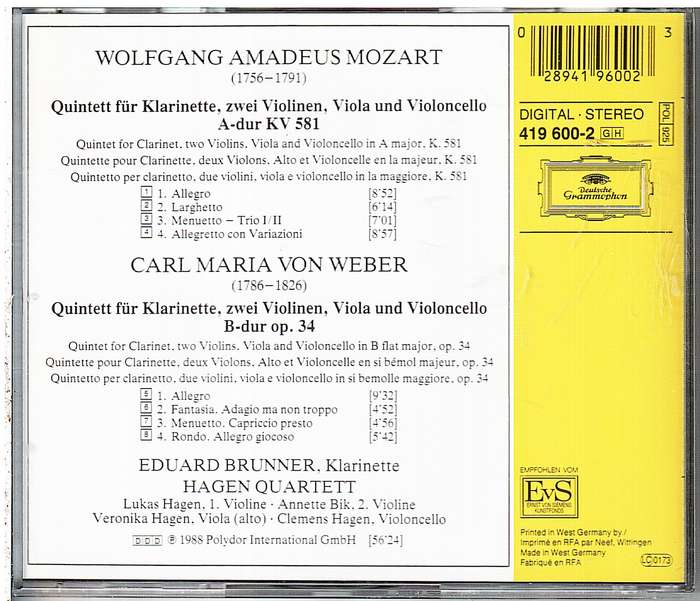 WOLFGANG AMADEUS MOZART
(1756–1791)
Quintett für Klarinette, zwei Violinen, Viola und Violoncello
A-dur KV 581
Quintet for Clarinet, two Violins, Viola and Violoncello in A major, K. 581
Quintette pour Clarinette, deux Violons, Alto et Violoncelle en la majeur, K. 581
Quintetto per clarinetto, due violini, viola e violoncello in la maggiore, K. 581
1 1. Allegro [8'52]
2 2. Larghetto [6'14]
3 3. Menuetto – Trio I/II [7'01]
4 4. Allegretto con Variazioni [8'57]
CARL MARIA VON WEBER
(1786–1826)
Quintett für Klarinette, zwei Violinen, Viola und Violoncello
B-dur op. 34
Quintet for Clarinet, two Violins, Viola and Violoncello in B flat major, op. 34
Quintette pour Clarinette, deux Violons, Alto et Violoncelle en si bémol majeur, op. 34
Quintetto per clarinetto, due violini, viola e violoncello in si bemolle maggiore, op. 34
5 1. Allegro [9'32]
6 2. Fantasia. Adagio ma non troppo [4'52]
7 3. Menuetto. Capriccio presto [4'56]
8 4. Rondo. Allegro giocoso [5'42]
EDUARD BRUNNER, Klarinette
HAGEN QUARTETT
Lukas Hagen, 1. Violine · Annette Bik, 2. Violine
Veronika Hagen, Viola (alto) · Clemens Hagen, Violoncello
DDD ℗ 1988 Polydor International GmbH [56'24]
0 28941 96002 3
DIGITAL · STEREO
419 600-2 GH
POL 925
Deutsche
Grammophon
EMPFOHLEN VOM
EvS
ERNST VON SIEMENS
KUNSTFONDS
Printed in West Germany by /
Imprimé en RFA par Neef, Wittingen
Made in West Germany
Fabriqué en RFA
LC 0173